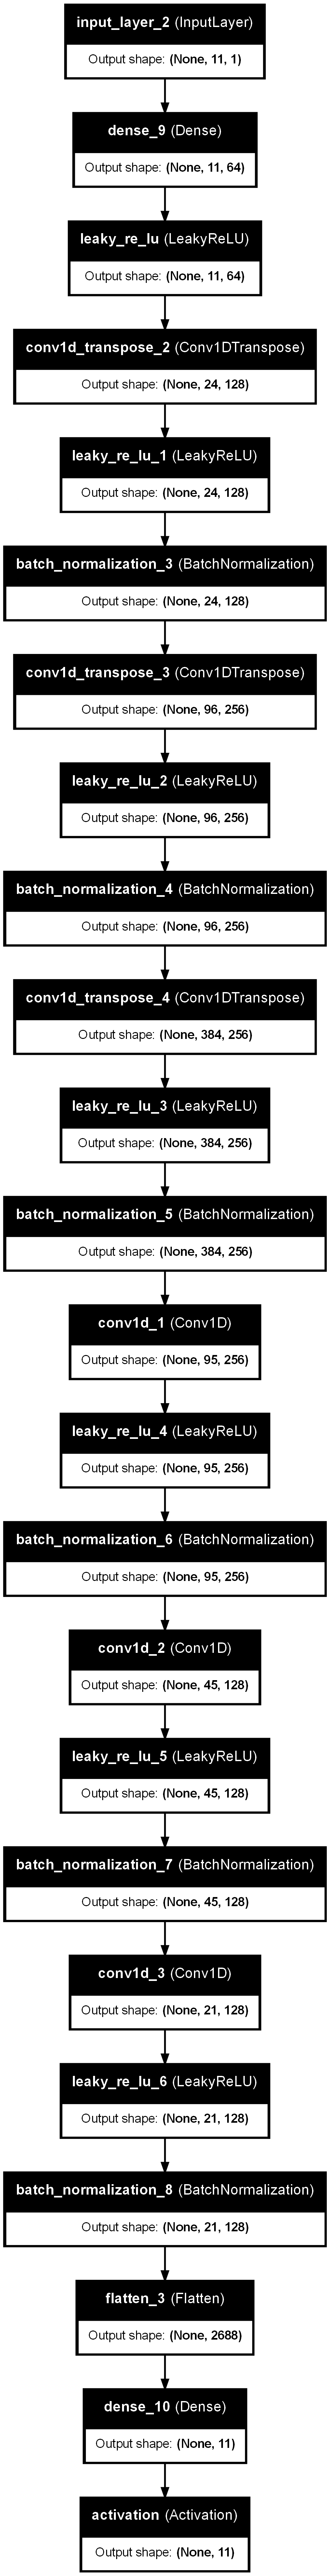 input_layer_2 (InputLayer)
Output shape: (None, 11, 1)
dense_9 (Dense)
Output shape: (None, 11, 64)
leaky_re_lu (LeakyReLU)
Output shape: (None, 11, 64)
conv1d_transpose_2 (Conv1DTranspose)
Output shape: (None, 24, 128)
leaky_re_lu_1 (LeakyReLU)
Output shape: (None, 24, 128)
batch_normalization_3 (BatchNormalization)
Output shape: (None, 24, 128)
conv1d_transpose_3 (Conv1DTranspose)
Output shape: (None, 96, 256)
leaky_re_lu_2 (LeakyReLU)
Output shape: (None, 96, 256)
batch_normalization_4 (BatchNormalization)
Output shape: (None, 96, 256)
conv1d_transpose_4 (Conv1DTranspose)
Output shape: (None, 384, 256)
leaky_re_lu_3 (LeakyReLU)
Output shape: (None, 384, 256)
batch_normalization_5 (BatchNormalization)
Output shape: (None, 384, 256)
conv1d_1 (Conv1D)
Output shape: (None, 95, 256)
leaky_re_lu_4 (LeakyReLU)
Output shape: (None, 95, 256)
batch_normalization_6 (BatchNormalization)
Output shape: (None, 95, 256)
conv1d_2 (Conv1D)
Output shape: (None, 45, 128)
leaky_re_lu_5 (LeakyReLU)
Output shape: (None, 45, 128)
batch_normalization_7 (BatchNormalization)
Output shape: (None, 45, 128)
conv1d_3 (Conv1D)
Output shape: (None, 21, 128)
leaky_re_lu_6 (LeakyReLU)
Output shape: (None, 21, 128)
batch_normalization_8 (BatchNormalization)
Output shape: (None, 21, 128)
flatten_3 (Flatten)
Output shape: (None, 2688)
dense_10 (Dense)
Output shape: (None, 11)
activation (Activation)
Output shape: (None, 11)